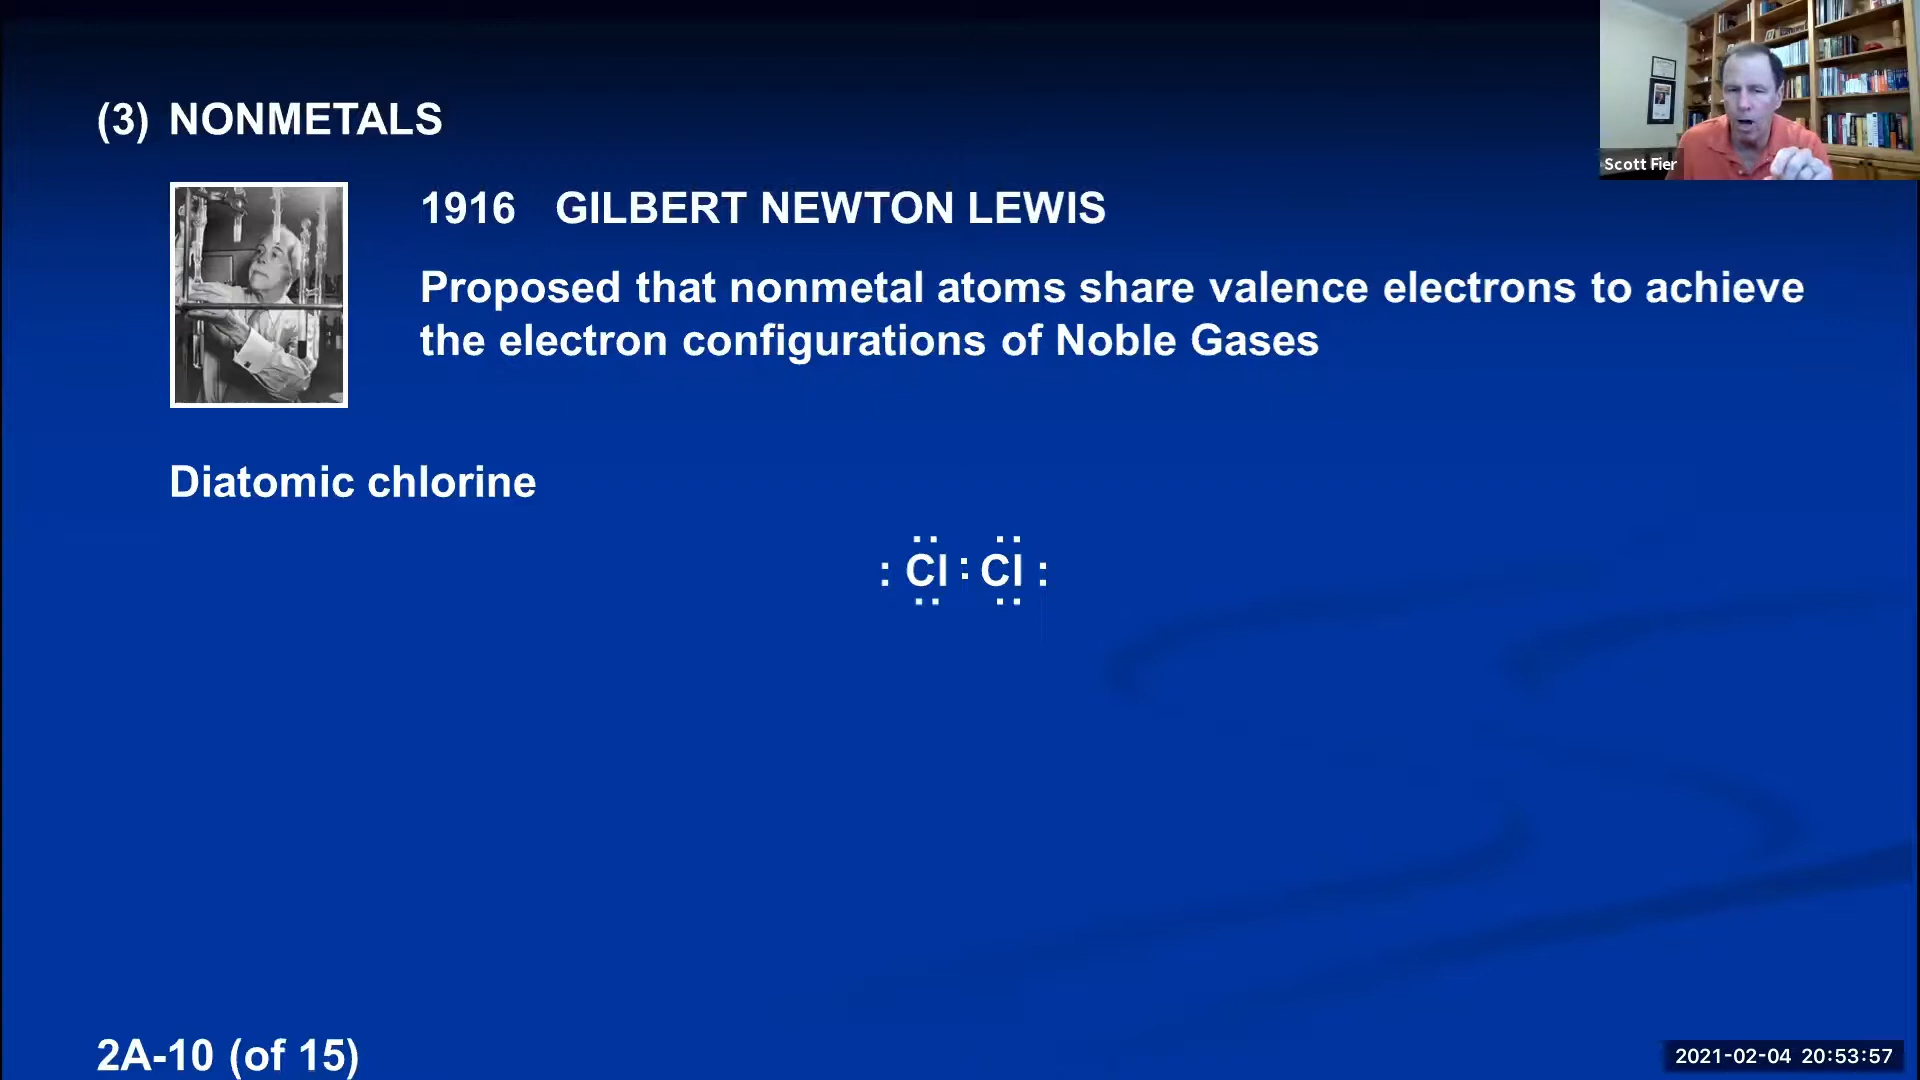 (3) NONMETALS
Scott Fier
1916 GILBERT NEWTON LEWIS
Proposed that nonmetal atoms share valence electrons to achieve
the electron configurations of Noble Gases
Diatomic chlorine
: Cl : Cl :
2A-10 (of 15)
2021-02-04 20:53:57